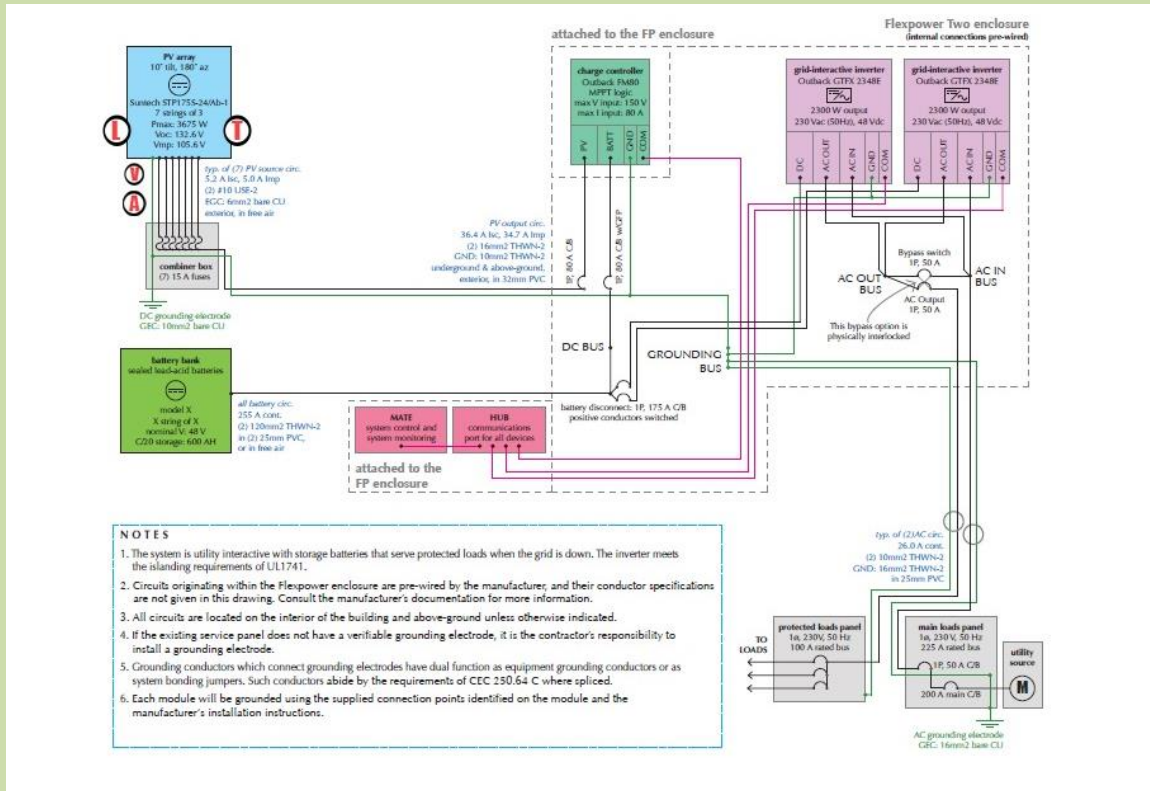 attached to the FP enclosure
Flexpower Two enclosure
(internal connections pre-wired)
PV array
10° tilt, 180° az
Suntech STP175S-24/Ab-1
7 strings of 3
Pmax: 3675 W
Voc: 132.6 V
Vmp: 105.6 V
L
T
V
A
typ. of (7) PV source circ.
5.2 A Isc, 5.0 A Imp
(2) #10 USE-2
EGC: 6mm2 bare CU
exterior, in free air
combiner box
(7) 15 A fuses
DC grounding electrode
GEC: 10mm2 bare CU
charge controller
Outback FM80
MPPT logic
max V input: 150 V
max I input: 80 A
PV
BATT
GND
COM
PV output circ.
36.4 A Isc, 34.7 A Imp
(2) 16mm2 THWN-2
GND: 10mm2 THWN-2
underground & above-ground,
exterior, in 32mm PVC
1P, 80 A C/B
1P, 80 A C/B w/GFP
grid-interactive inverter
Outback GTFX 2348E
2300 W output
230 Vac (50Hz), 48 Vdc
DC
AC OUT
AC IN
GND
COM
grid-interactive inverter
Outback GTFX 2348E
2300 W output
230 Vac (50Hz), 48 Vdc
DC
AC OUT
AC IN
GND
COM
Bypass switch
1P, 50 A
AC OUT
BUS
AC IN
BUS
AC Output
1P, 50 A
This bypass option is
physically interlocked
DC BUS
GROUNDING
BUS
battery bank
sealed lead-acid batteries
model X
X string of X
nominal V: 48 V
C/20 storage: 600 AH
all battery circ.
255 A cont.
(2) 120mm2 THWN-2
in (2) 25mm PVC,
or in free air
battery disconnect: 1P, 175 A C/B
positive conductors switched
MATE
system control and
system monitoring
HUB
communications
port for all devices
attached to the
FP enclosure
NOTES
1. The system is utility interactive with storage batteries that serve protected loads when the grid is down. The inverter meets
the islanding requirements of UL1741.
2. Circuits originating within the Flexpower enclosure are pre-wired by the manufacturer, and their conductor specifications
are not given in this drawing. Consult the manufacturer's documentation for more information.
3. All circuits are located on the interior of the building and above-ground unless otherwise indicated.
4. If the existing service panel does not have a verifiable grounding electrode, it is the contractor's responsibility to
install a grounding electrode.
5. Grounding conductors which connect grounding electrodes have dual function as equipment grounding conductors or as
system bonding jumpers. Such conductors abide by the requirements of CEC 250.64 C where spliced.
6. Each module will be grounded using the supplied connection points identified on the module and the
manufacturer's installation instructions.
typ. of (2)AC circ.
26.0 A cont.
(2) 10mm2 THWN-2
GND: 16mm2 THWN-2
in 25mm PVC
TO
LOADS
protected loads panel
1ø, 230V, 50 Hz
100 A rated bus
main loads panel
1ø, 230 V, 50 Hz
225 A rated bus
1P, 50 A C/B
200 A main C/B
utility
source
M
AC grounding electrode
GEC: 16mm2 bare CU